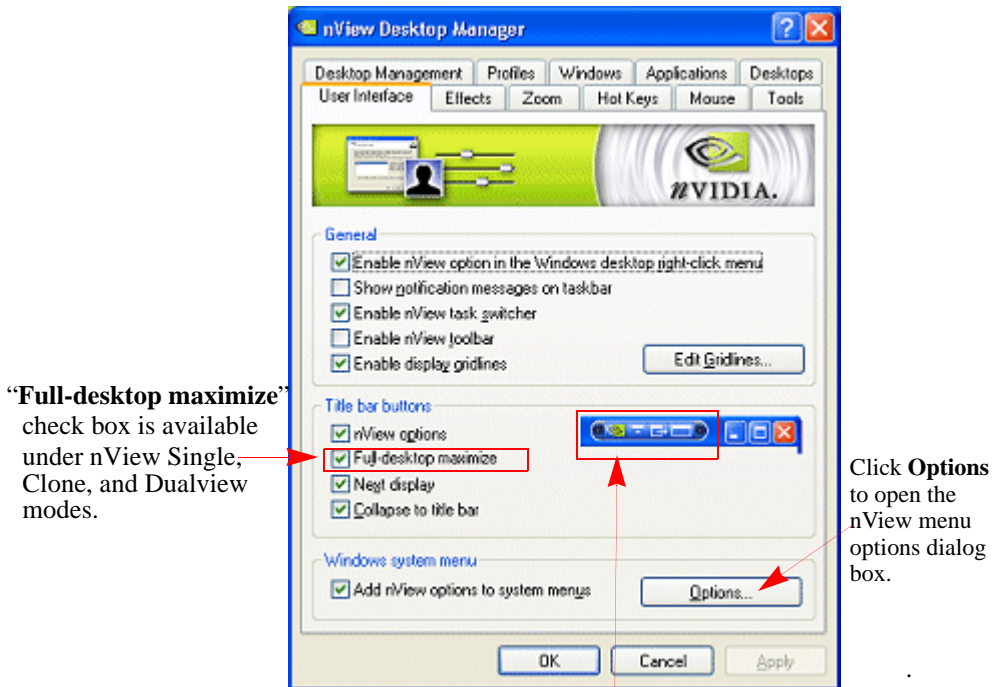 nView Desktop Manager
Desktop Management Profiles Windows Applications Desktops
User Interface Effects Zoom Hot Keys Mouse Tools
nVIDIA.
General
Enable nView option in the Windows desktop right-click menu
Show notification messages on taskbar
Enable nView task switcher
Enable nView toolbar
Enable display gridlines
Edit Gridlines...
“Full-desktop maximize”
check box is available
under nView Single,
Clone, and Dualview
modes.
Title bar buttons
nView options
Full-desktop maximize
Next display
Collapse to title bar
Click Options
to open the
nView menu
options dialog
box.
Windows system menu
Add nView options to system menus
Options...
OK Cancel Apply
.